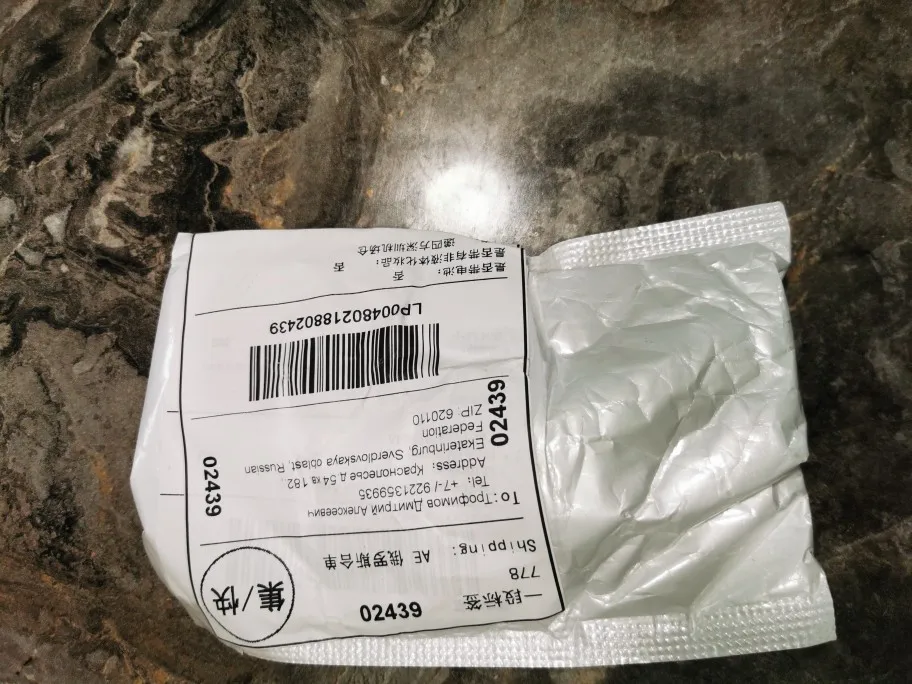 一段标签
778
02439
集/快
Shipping: AE 俄罗斯合单
To: Трофимов Дмитрий Алексеевич
Tel: +7-/ 9221359935
Address: Краснолесье д 54 кв 182,
Ekaterinburg, Sverdlovskaya oblast, Russian
Federation
ZIP: 620110
02439
02439
LP00480218802439
是否带电池: 否
是否带有非液体化妆品: 否
递四方深圳机场仓